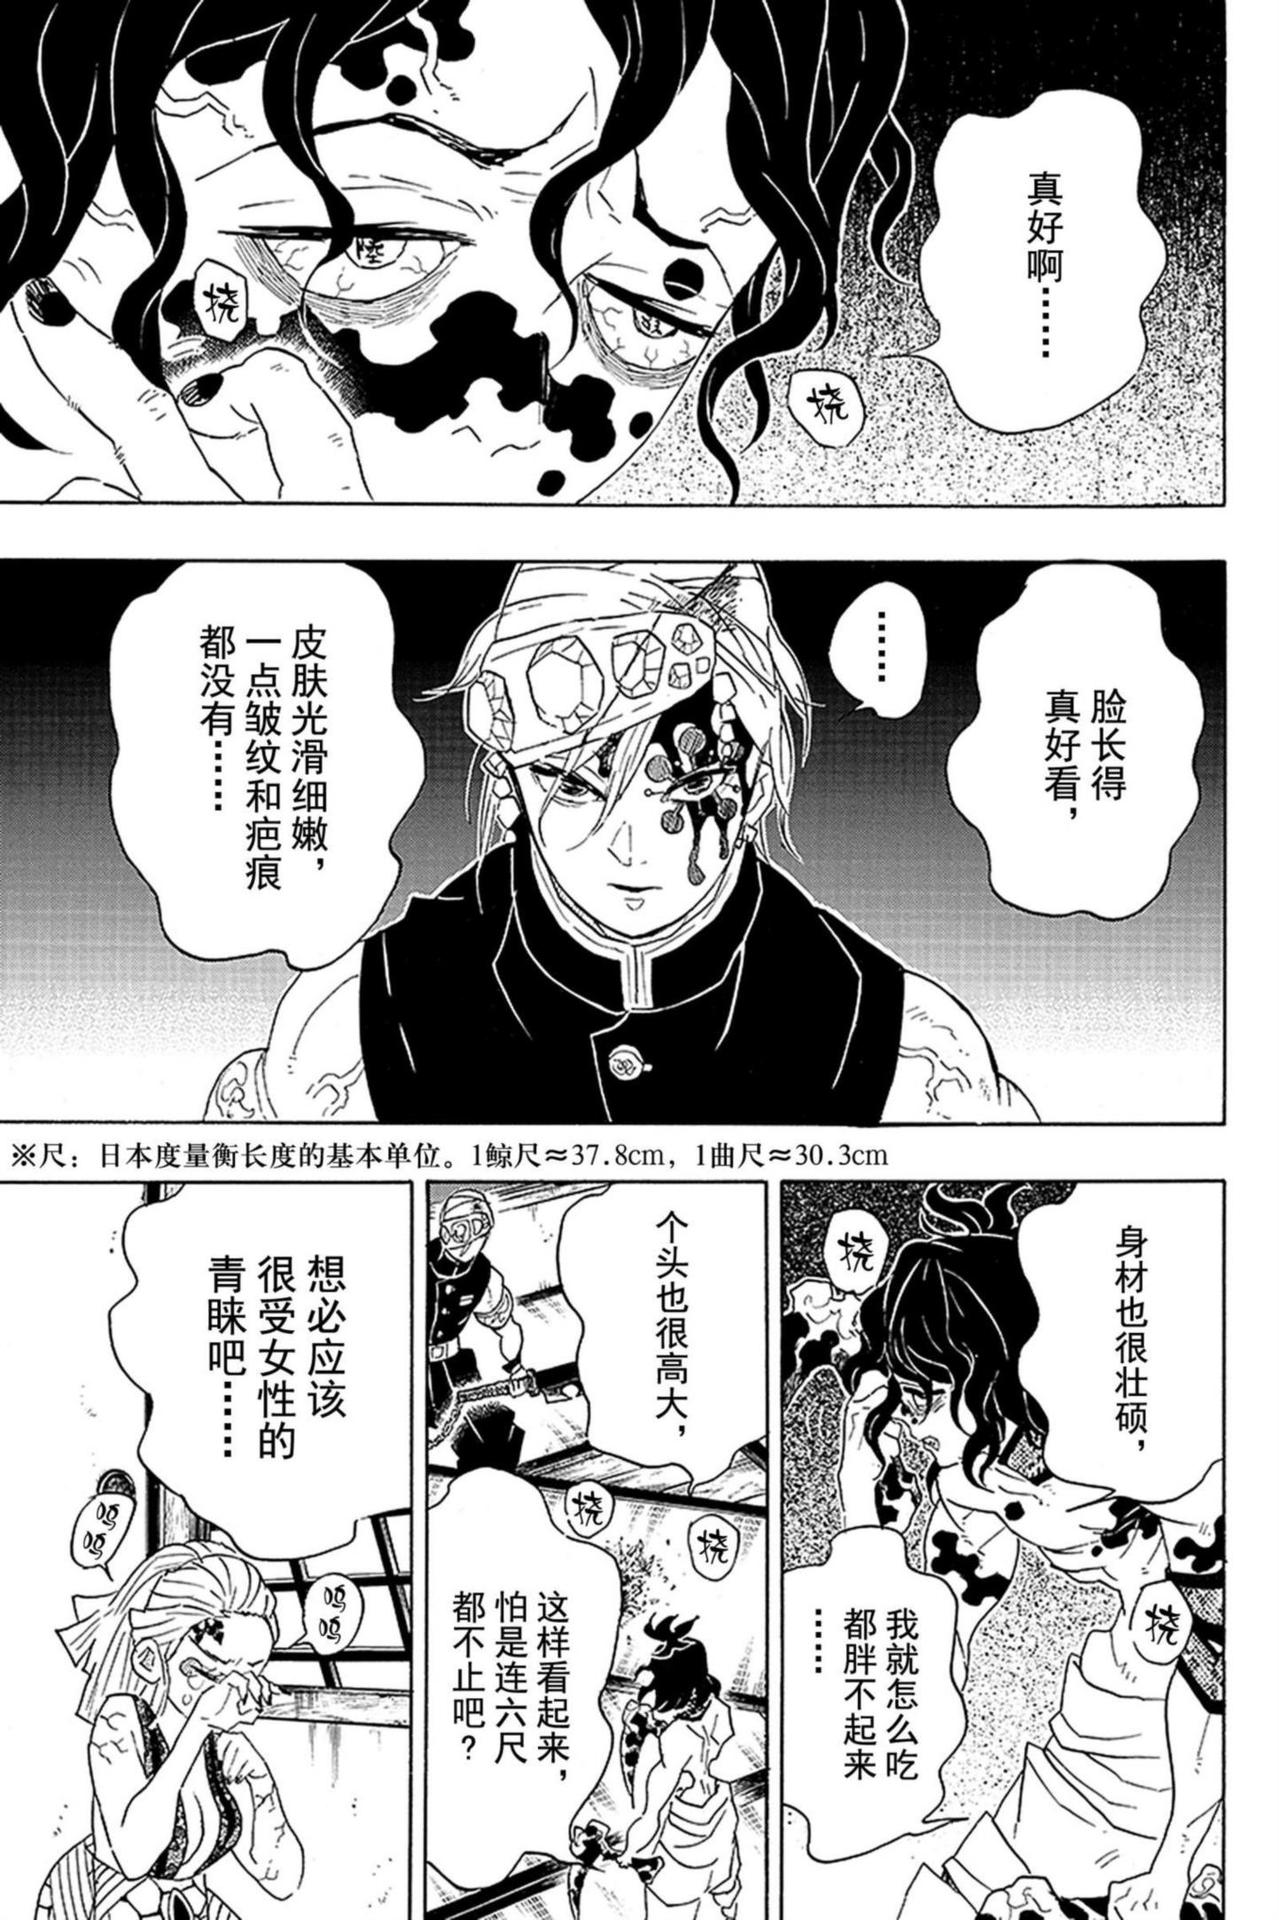 真好啊……
挠
挠
脸长得
真好看，
……
皮肤光滑细嫩，
一点皱纹和疤痕
都没有……
※尺：日本度量衡长度的基本单位。1鲸尺≈37.8cm，1曲尺≈30.3cm
身材也很壮硕，
挠
我就怎么吃
都胖不起来
……
挠
个头也很高大，
挠
挠
这样看起来，
怕是连六尺
都不止吧？
想必应该
很受女性的
青睐吧……
呜呜
呜呜
陆